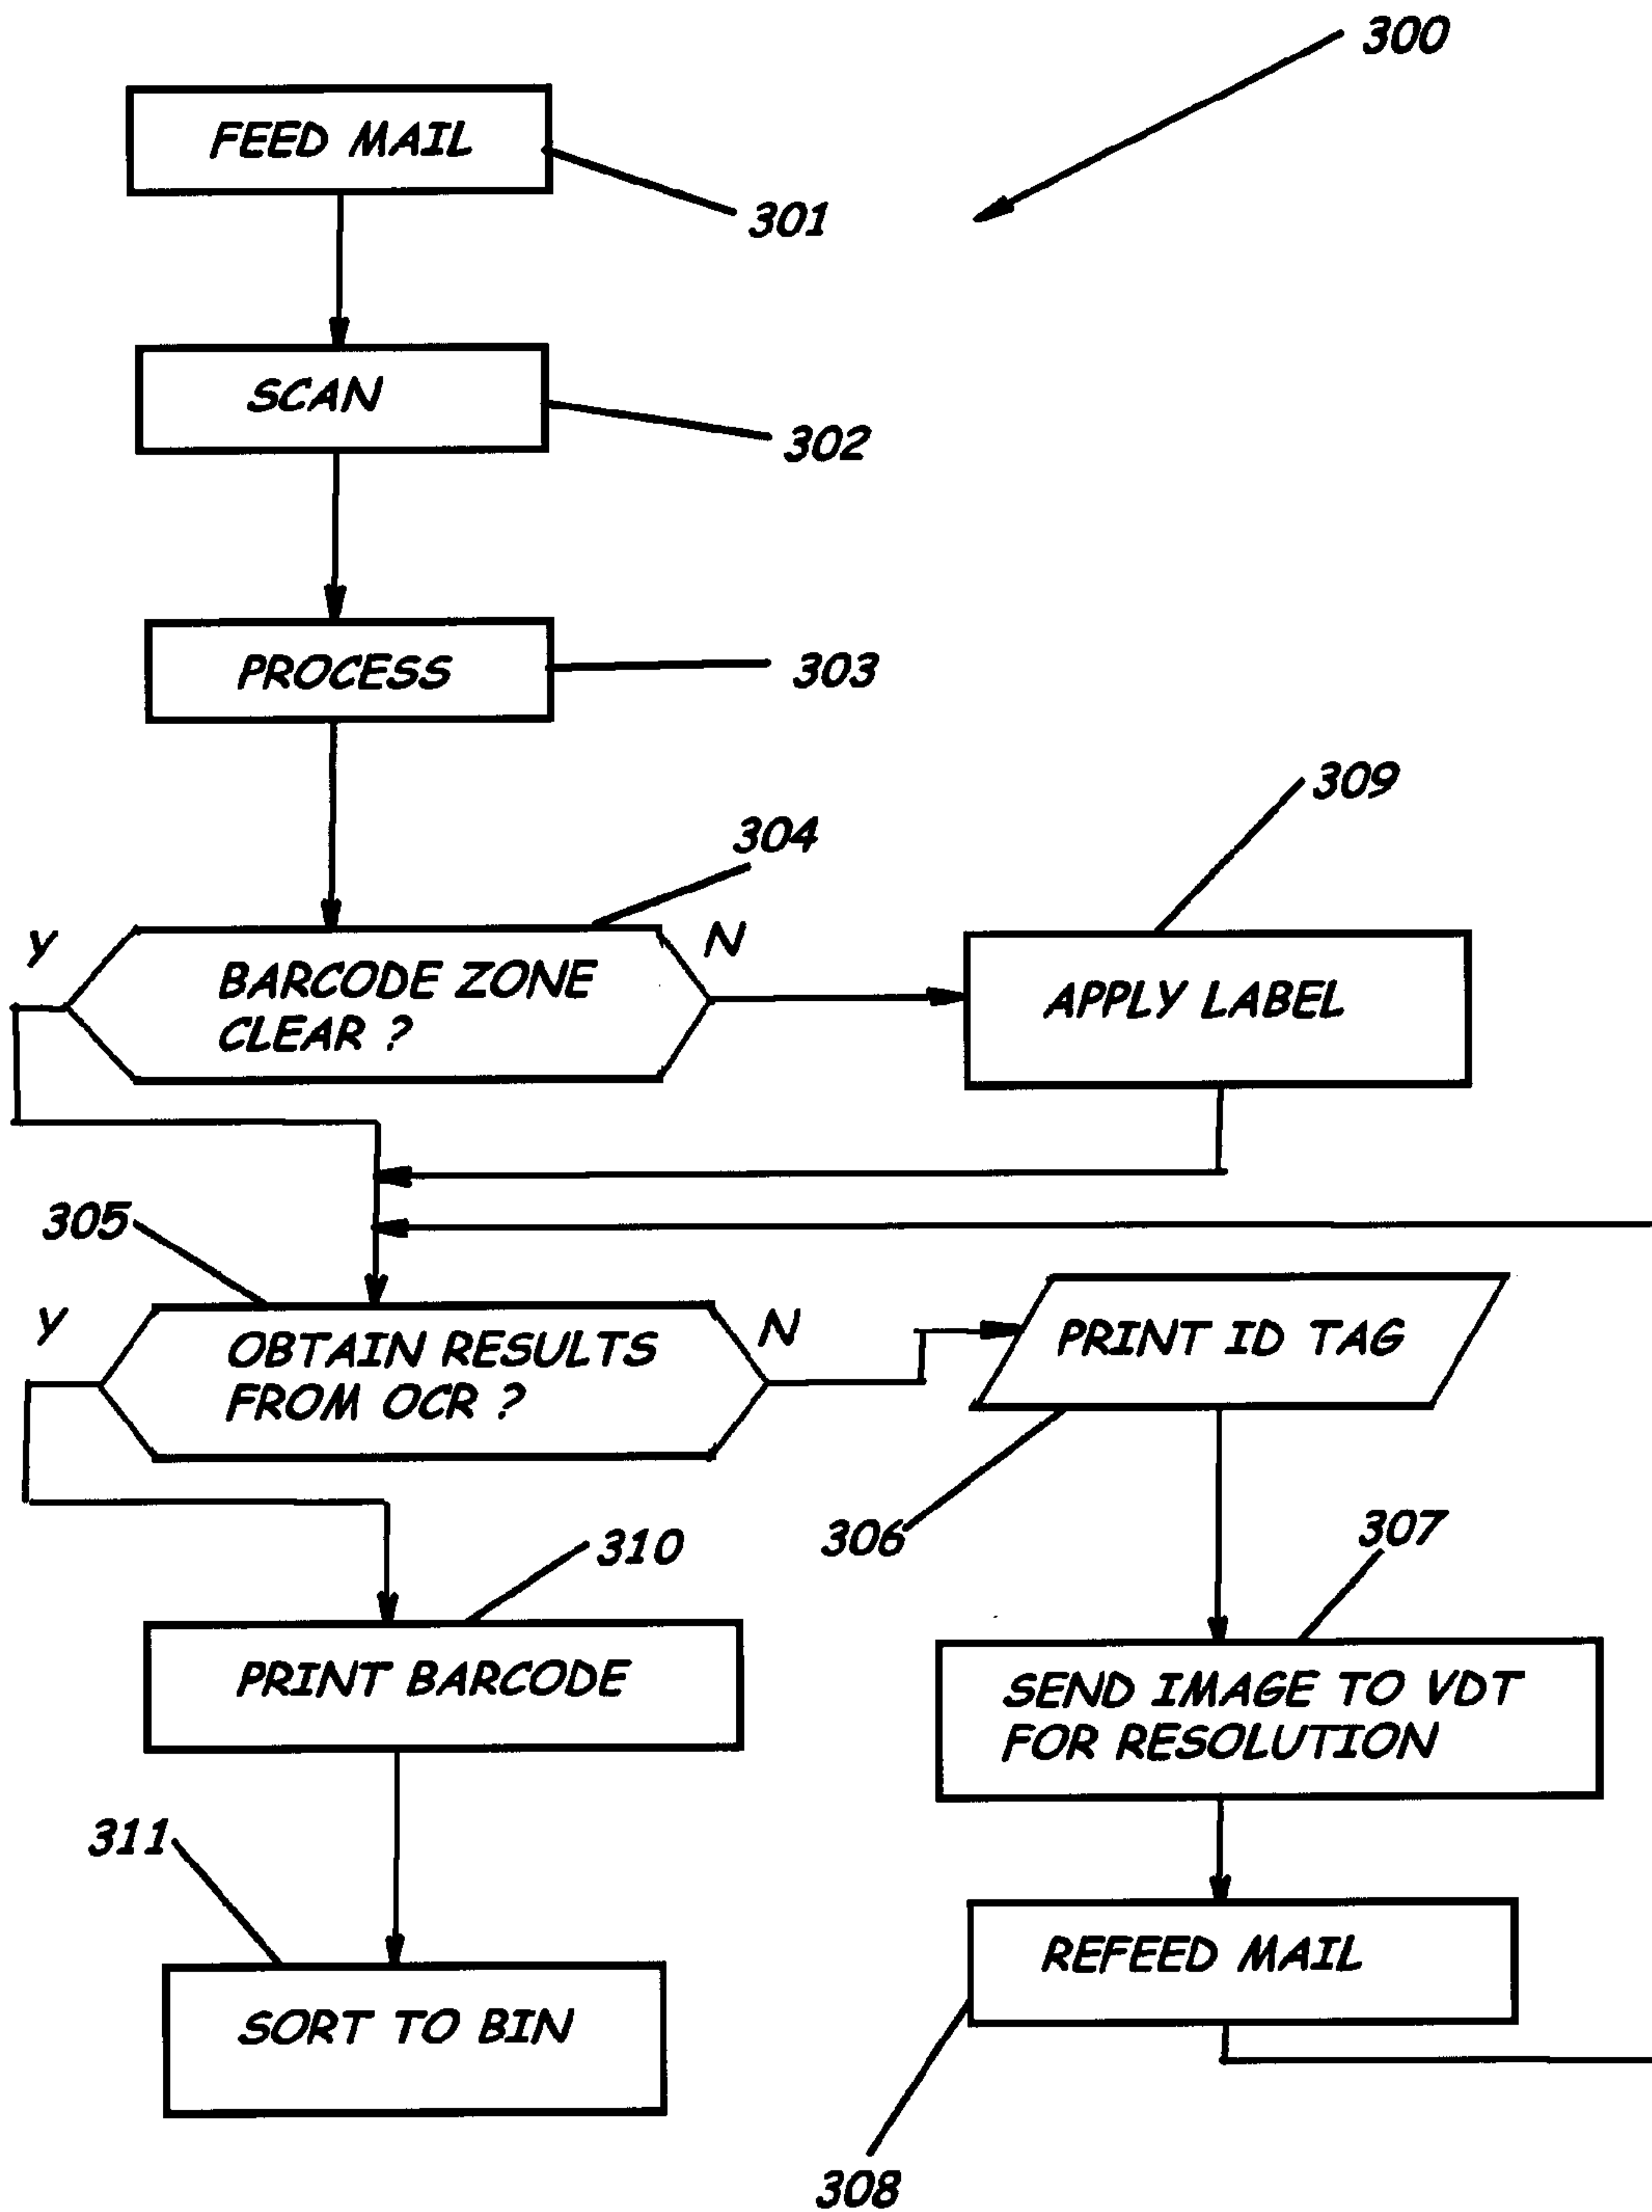 300
FEED MAIL
301
SCAN
302
PROCESS
303
309
304
Y
N
BARCODE ZONE
CLEAR ?
APPLY LABEL
305
Y
N
OBTAIN RESULTS
FROM OCR ?
PRINT ID TAG
306
307
310
PRINT BARCODE
SEND IMAGE TO VDT
FOR RESOLUTION
311
REFEED MAIL
SORT TO BIN
308